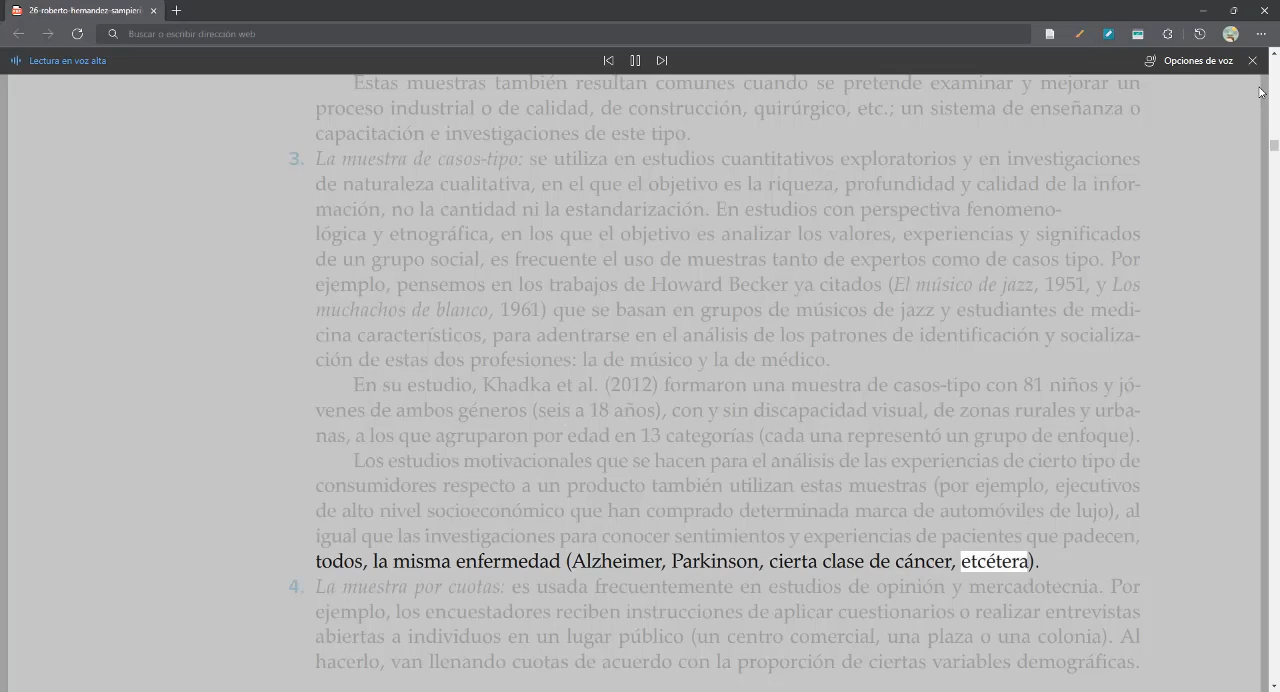 26-roberto-hernandez-sampieri
Buscar o escribir dirección web
Lectura en voz alta
Opciones de voz
Estas muestras también resultan comunes cuando se pretende examinar y mejorar un
proceso industrial o de calidad, de construcción, quirúrgico, etc.; un sistema de enseñanza o
capacitación e investigaciones de este tipo.
3. La muestra de casos-tipo: se utiliza en estudios cuantitativos exploratorios y en investigaciones
de naturaleza cualitativa, en el que el objetivo es la riqueza, profundidad y calidad de la infor-
mación, no la cantidad ni la estandarización. En estudios con perspectiva fenomeno-
lógica y etnográfica, en los que el objetivo es analizar los valores, experiencias y significados
de un grupo social, es frecuente el uso de muestras tanto de expertos como de casos tipo. Por
ejemplo, pensemos en los trabajos de Howard Becker ya citados (El músico de jazz, 1951, y Los
muchachos de blanco, 1961) que se basan en grupos de músicos de jazz y estudiantes de medi-
cina característicos, para adentrarse en el análisis de los patrones de identificación y socializa-
ción de estas dos profesiones: la de músico y la de médico.
En su estudio, Khadka et al. (2012) formaron una muestra de casos-tipo con 81 niños y jó-
venes de ambos géneros (seis a 18 años), con y sin discapacidad visual, de zonas rurales y urba-
nas, a los que agruparon por edad en 13 categorías (cada una representó un grupo de enfoque).
Los estudios motivacionales que se hacen para el análisis de las experiencias de cierto tipo de
consumidores respecto a un producto también utilizan estas muestras (por ejemplo, ejecutivos
de alto nivel socioeconómico que han comprado determinada marca de automóviles de lujo), al
igual que las investigaciones para conocer sentimientos y experiencias de pacientes que padecen,
todos, la misma enfermedad (Alzheimer, Parkinson, cierta clase de cáncer, etcétera).
4. La muestra por cuotas: es usada frecuentemente en estudios de opinión y mercadotecnia. Por
ejemplo, los encuestadores reciben instrucciones de aplicar cuestionarios o realizar entrevistas
abiertas a individuos en un lugar público (un centro comercial, una plaza o una colonia). Al
hacerlo, van llenando cuotas de acuerdo con la proporción de ciertas variables demográficas.